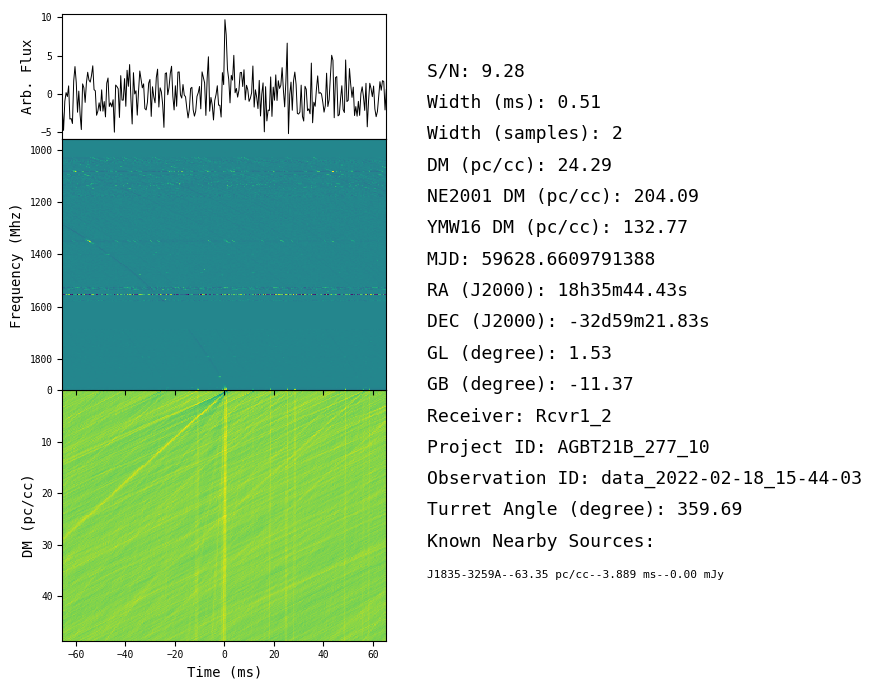 10
5
0
−5
Arb. Flux
1000
1200
1400
1600
1800
Frequency (Mhz)
0
10
20
30
40
DM (pc/cc)
−60
−40
−20
0
20
40
60
Time (ms)
S/N: 9.28
Width (ms): 0.51
Width (samples): 2
DM (pc/cc): 24.29
NE2001 DM (pc/cc): 204.09
YMW16 DM (pc/cc): 132.77
MJD: 59628.6609791388
RA (J2000): 18h35m44.43s
DEC (J2000): -32d59m21.83s
GL (degree): 1.53
GB (degree): -11.37
Receiver: Rcvr1_2
Project ID: AGBT21B_277_10
Observation ID: data_2022-02-18_15-44-03
Turret Angle (degree): 359.69
Known Nearby Sources:
J1835-3259A--63.35 pc/cc--3.889 ms--0.00 mJy